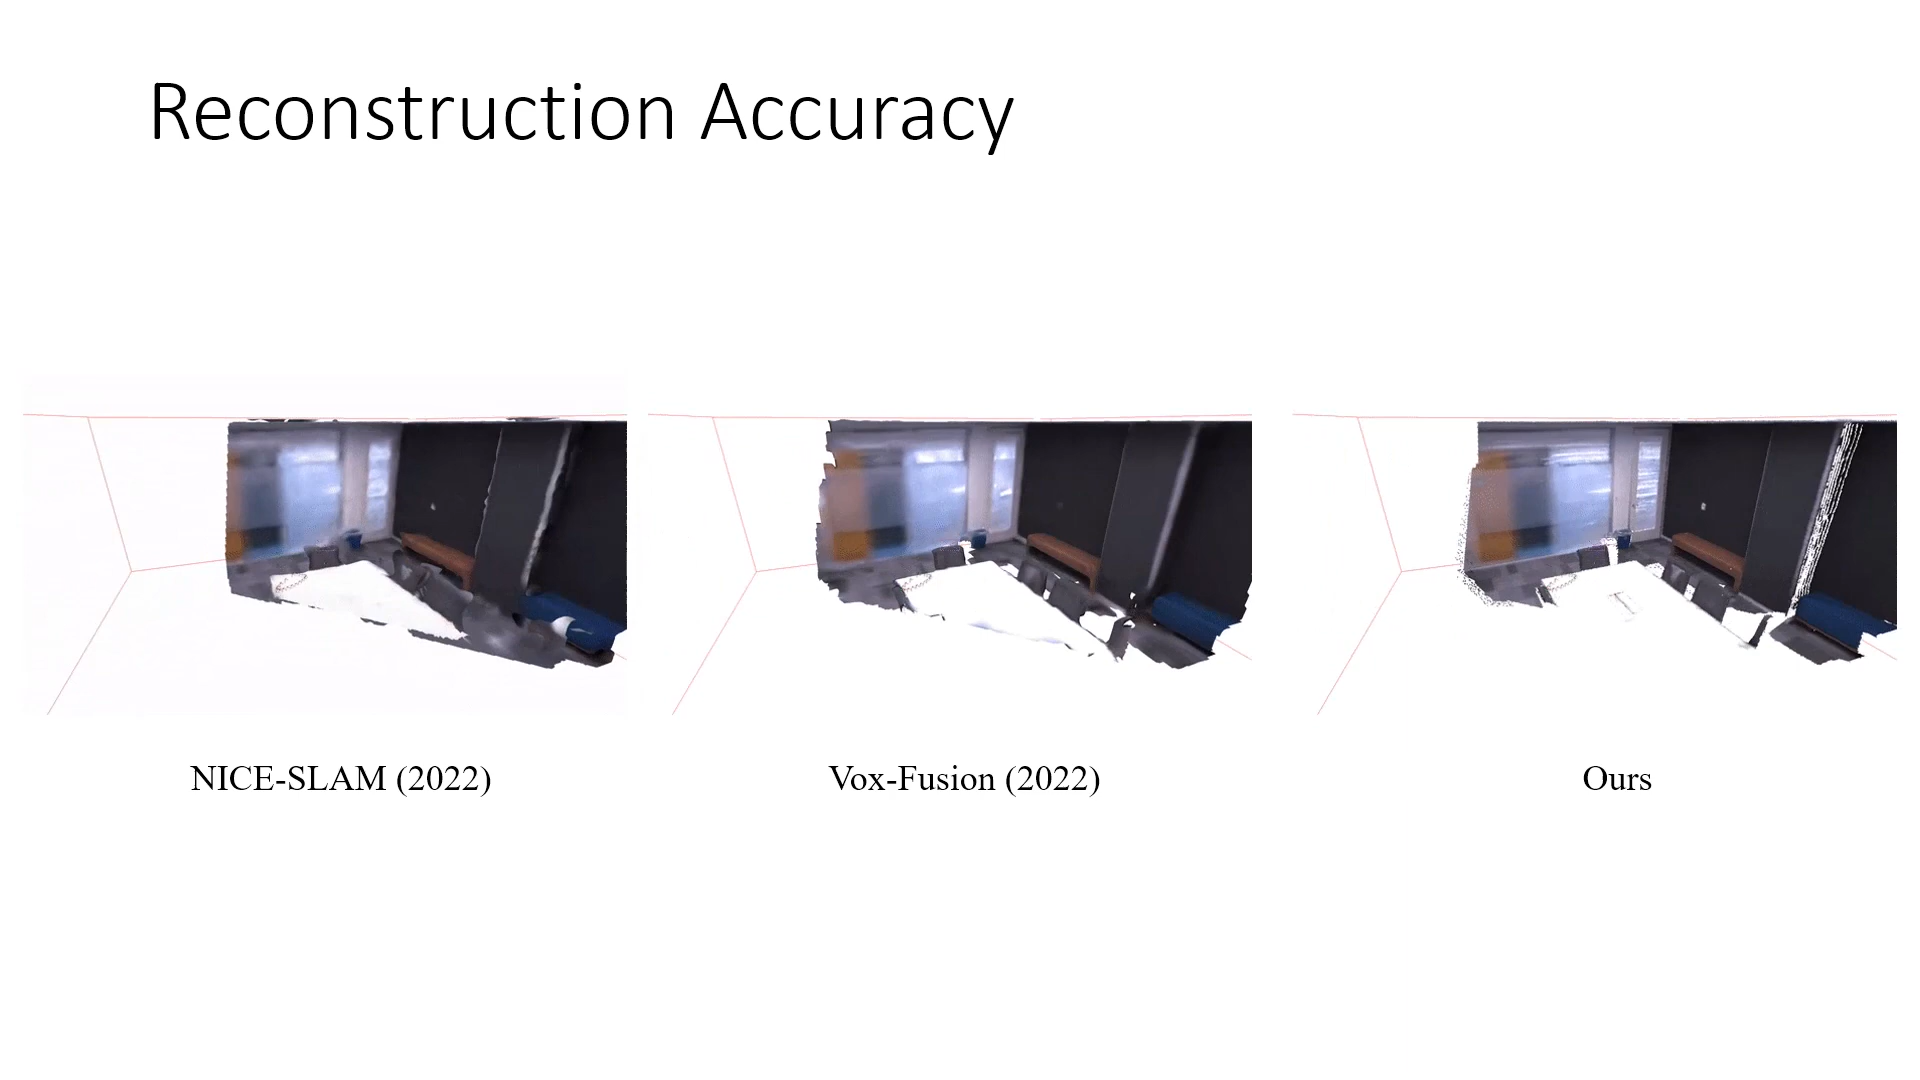 Reconstruction Accuracy
NICE-SLAM (2022)
Vox-Fusion (2022)
Ours